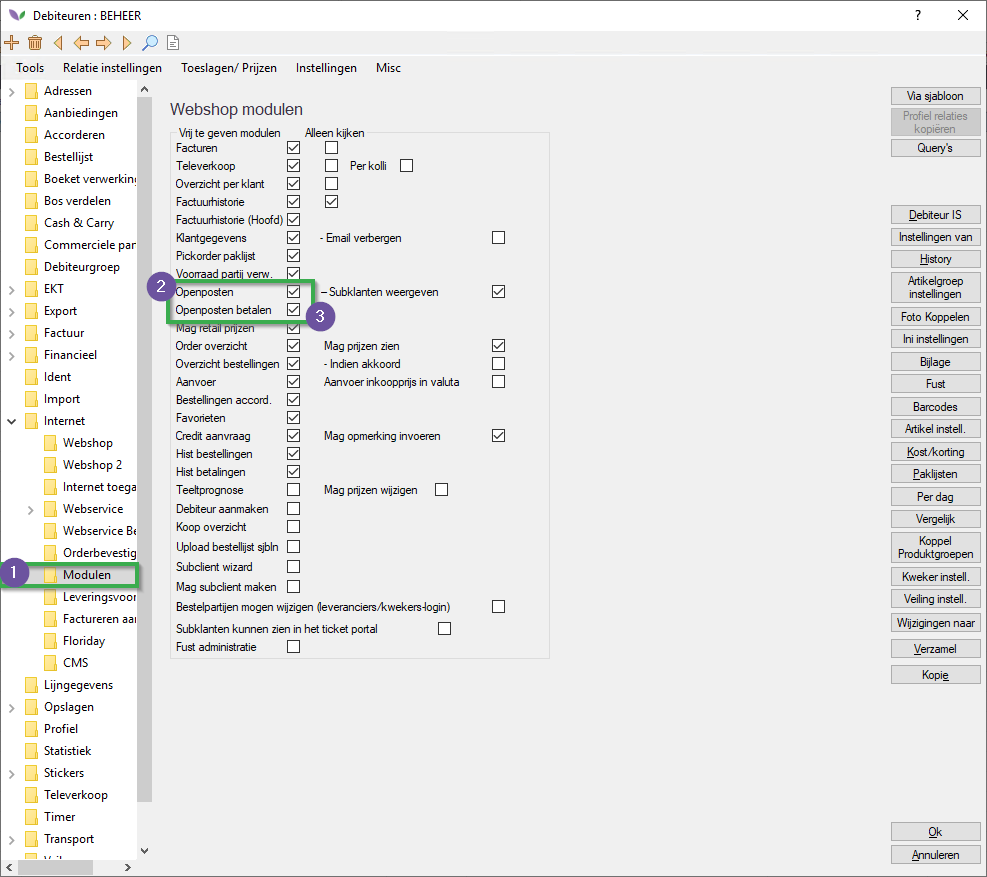 Debiteuren : BEHEER
?
Tools Relatie instellingen Toeslagen/ Prijzen Instellingen Misc
Adressen
Aanbiedingen
Accorderen
Bestellijst
Boeket verwerkin
Bos verdelen
Cash & Carry
Commerciele par
Debiteurgroep
EKT
Export
Factuur
Financieel
Ident
Import
Internet
Webshop
Webshop 2
Internet toega
Webservice
Webservice Be
Orderbevestig
1 Modulen
Leveringsvoor
Factureren aan
Floriday
CMS
Lijngegevens
Opslagen
Profiel
Statistiek
Stickers
Televerkoop
Timer
Transport
Webshop modulen
Vrij te geven modulen Alleen kijken
Facturen
Televerkoop Per kolli
Overzicht per klant
Factuurhistorie
Factuurhistorie (Hoofd)
Klantgegevens - Email verbergen
Pickorder paklijst
Voorraad partij verw.
2 Openposten – Subklanten weergeven
Openposten betalen 3
Mag retail prijzen
Order overzicht Mag prijzen zien
Overzicht bestellingen - Indien akkoord
Aanvoer Aanvoer inkoopprijs in valuta
Bestellingen accord.
Favorieten
Credit aanvraag Mag opmerking invoeren
Hist bestellingen
Hist betalingen
Teeltprognose Mag prijzen wijzigen
Debiteur aanmaken
Koop overzicht
Upload bestellijst sjbln
Subclient wizard
Mag subclient maken
Bestelpartijen mogen wijzigen (leveranciers/kwekers-login)
Subklanten kunnen zien in het ticket portal
Fust administratie
Via sjabloon
Profiel relaties
kopiëren
Query's
Debiteur IS
Instellingen van
History
Artikelgroep
instellingen
Foto Koppelen
Ini instellingen
Bijlage
Fust
Barcodes
Artikel instell.
Kost/korting
Paklijsten
Per dag
Vergelijk
Koppel
Produktgroepen
Kweker instell.
Veiling instell.
Wijzigingen naar
Verzamel
Kopie
Ok
Annuleren